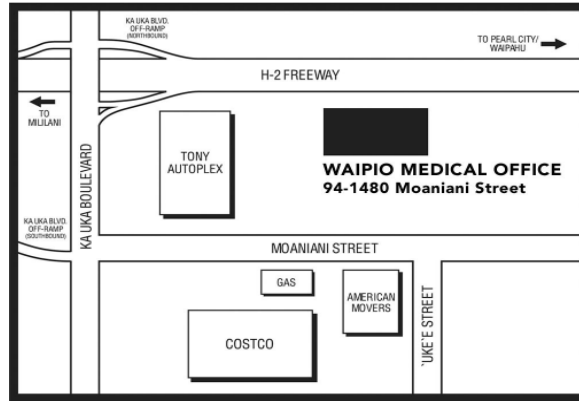 KA UKA BLVD.
OFF-RAMP
(NORTHBOUND)
TO PEARL CITY/
WAIPAHU
H-2 FREEWAY
TO
MILILANI
TONY
AUTOPLEX
WAIPIO MEDICAL OFFICE
94-1480 Moaniani Street
KA UKA BOULEVARD
KA UKA BLVD.
OFF-RAMP
(SOUTHBOUND)
MOANIANI STREET
GAS
AMERICAN
MOVERS
COSTCO
'UKE'E STREET